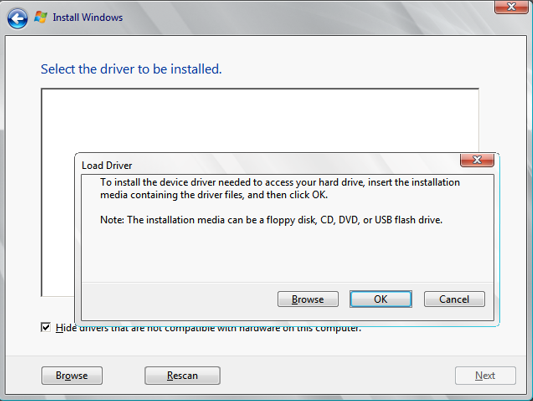 Install Windows
Select the driver to be installed.
Load Driver
To install the device driver needed to access your hard drive, insert the installation
media containing the driver files, and then click OK.
Note: The installation media can be a floppy disk, CD, DVD, or USB flash drive.
Browse OK Cancel
Hide drivers that are not compatible with hardware on this computer.
Browse Rescan Next